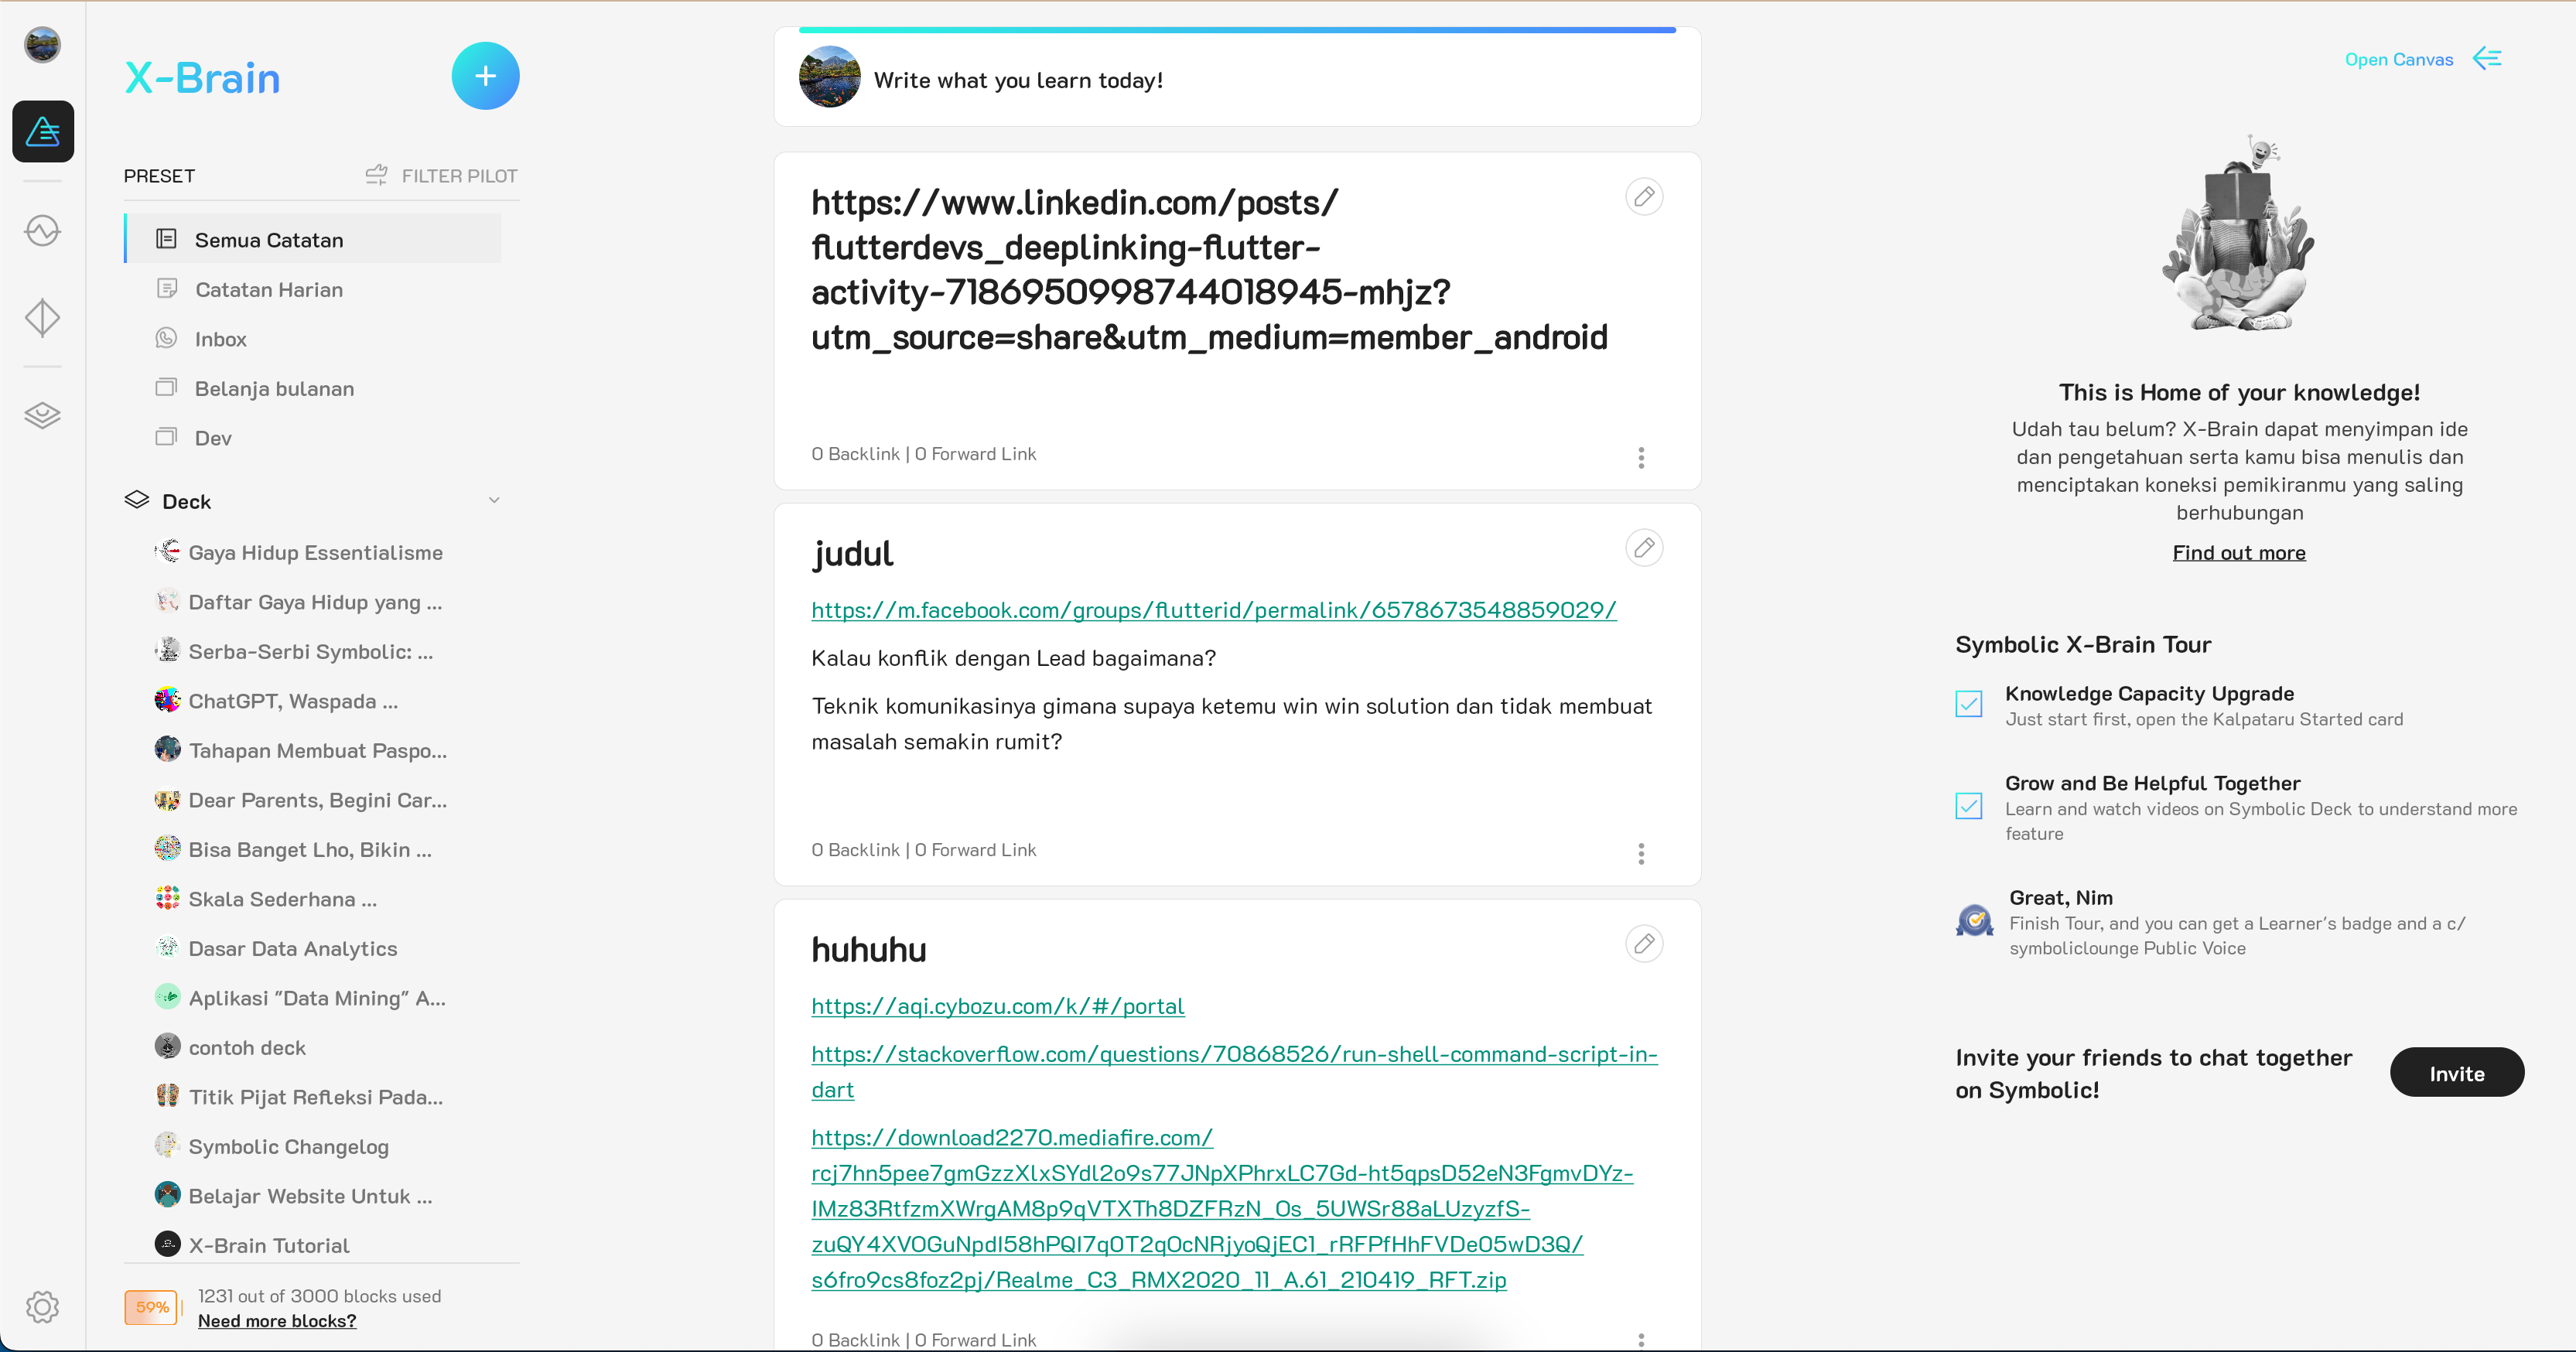 X-Brain
PRESET
FILTER PILOT
Semua Catatan
Catatan Harian
Inbox
Belanja bulanan
Dev
Deck
Gaya Hidup Essentialisme
Daftar Gaya Hidup yang ...
Serba-Serbi Symbolic: ...
ChatGPT, Waspada ...
Tahapan Membuat Paspo...
Dear Parents, Begini Car...
Bisa Banget Lho, Bikin ...
Skala Sederhana ...
Dasar Data Analytics
Aplikasi "Data Mining" A...
contoh deck
Titik Pijat Refleksi Pada...
Symbolic Changelog
Belajar Website Untuk ...
X-Brain Tutorial
59%
1231 out of 3000 blocks used
Need more blocks?
Write what you learn today!
https://www.linkedin.com/posts/
flutterdevs_deeplinking-flutter-
activity-7186950998744018945-mhjz?
utm_source=share&utm_medium=member_android
0 Backlink | 0 Forward Link
judul
https://m.facebook.com/groups/flutterid/permalink/6578673548859029/
Kalau konflik dengan Lead bagaimana?
Teknik komunikasinya gimana supaya ketemu win win solution dan tidak membuat
masalah semakin rumit?
0 Backlink | 0 Forward Link
huhuhu
https://aqi.cybozu.com/k/#/portal
https://stackoverflow.com/questions/70868526/run-shell-command-script-in-
dart
https://download2270.mediafire.com/
rcj7hn5pee7gmGzzXlxSYdl2o9s77JNpXPhrxLC7Gd-ht5qpsD52eN3FgmvDYz-
IMz83RtfzmXWrgAM8p9qVTXTh8DZFRzN_Os_5UWSr88aLUzyzfS-
zuQY4XVOGuNpdI58hPQI7q0T2qOcNRjyoQjEC1_rRFPfHhFVDe05wD3Q/
s6fro9cs8foz2pj/Realme_C3_RMX2020_11_A.61_210419_RFT.zip
0 Backlink | 0 Forward Link
Open Canvas
This is Home of your knowledge!
Udah tau belum? X-Brain dapat menyimpan ide
dan pengetahuan serta kamu bisa menulis dan
menciptakan koneksi pemikiranmu yang saling
berhubungan
Find out more
Symbolic X-Brain Tour
Knowledge Capacity Upgrade
Just start first, open the Kalpataru Started card
Grow and Be Helpful Together
Learn and watch videos on Symbolic Deck to understand more
feature
Great, Nim
Finish Tour, and you can get a Learner's badge and a c/
symboliclounge Public Voice
Invite your friends to chat together
on Symbolic!
Invite